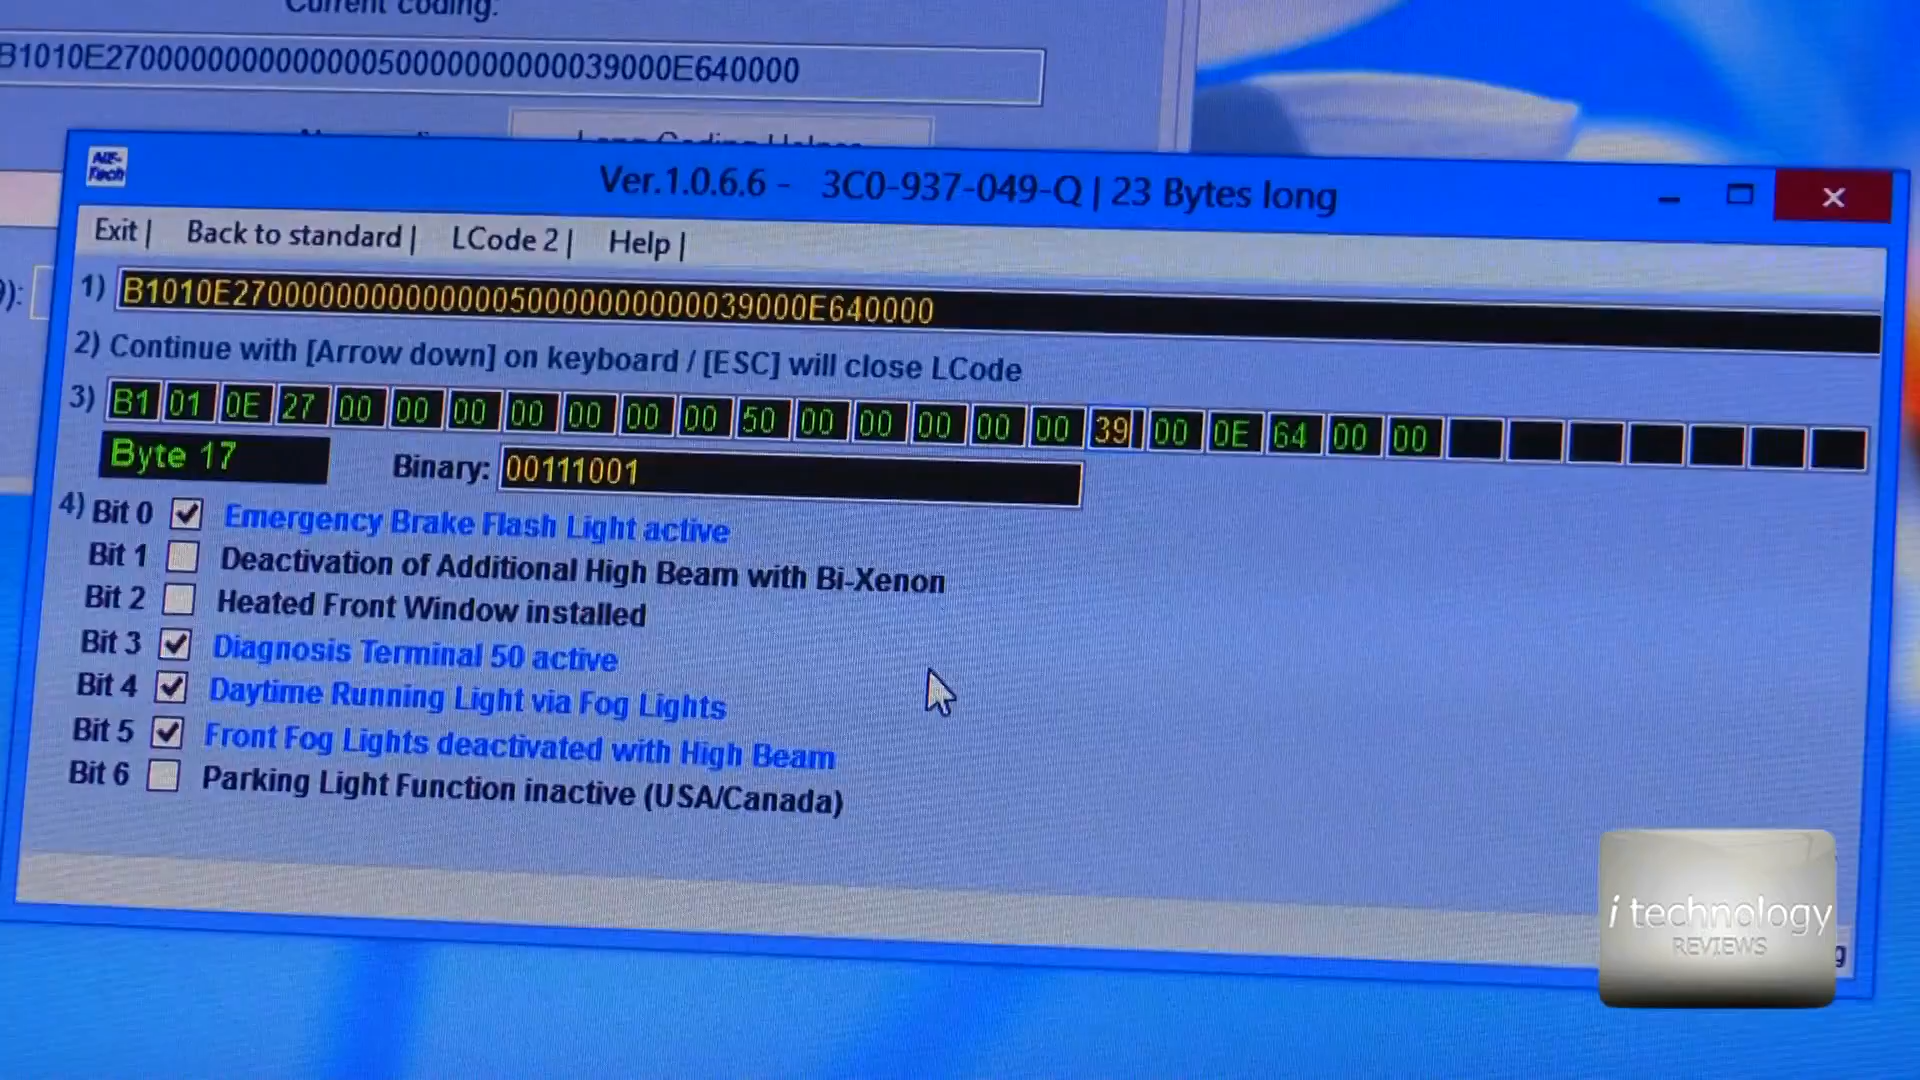 Current coding:
B1010E270000000000000050000000000039000E640000
Ver.1.0.6.6 - 3C0-937-049-Q | 23 Bytes long
Exit | Back to standard | LCode 2 | Help |
1) B1010E270000000000000050000000000039000E640000
2) Continue with [Arrow down] on keyboard / [ESC] will close LCode
3) B1 01 0E 27 00 00 00 00 00 00 00 50 00 00 00 00 00 39 00 0E 64 00 00
Byte 17 Binary: 00111001
4) Bit 0 Emergency Brake Flash Light active
Bit 1 Deactivation of Additional High Beam with Bi-Xenon
Bit 2 Heated Front Window installed
Bit 3 Diagnosis Terminal 50 active
Bit 4 Daytime Running Light via Fog Lights
Bit 5 Front Fog Lights deactivated with High Beam
Bit 6 Parking Light Function inactive (USA/Canada)
i technology
REVIEWS